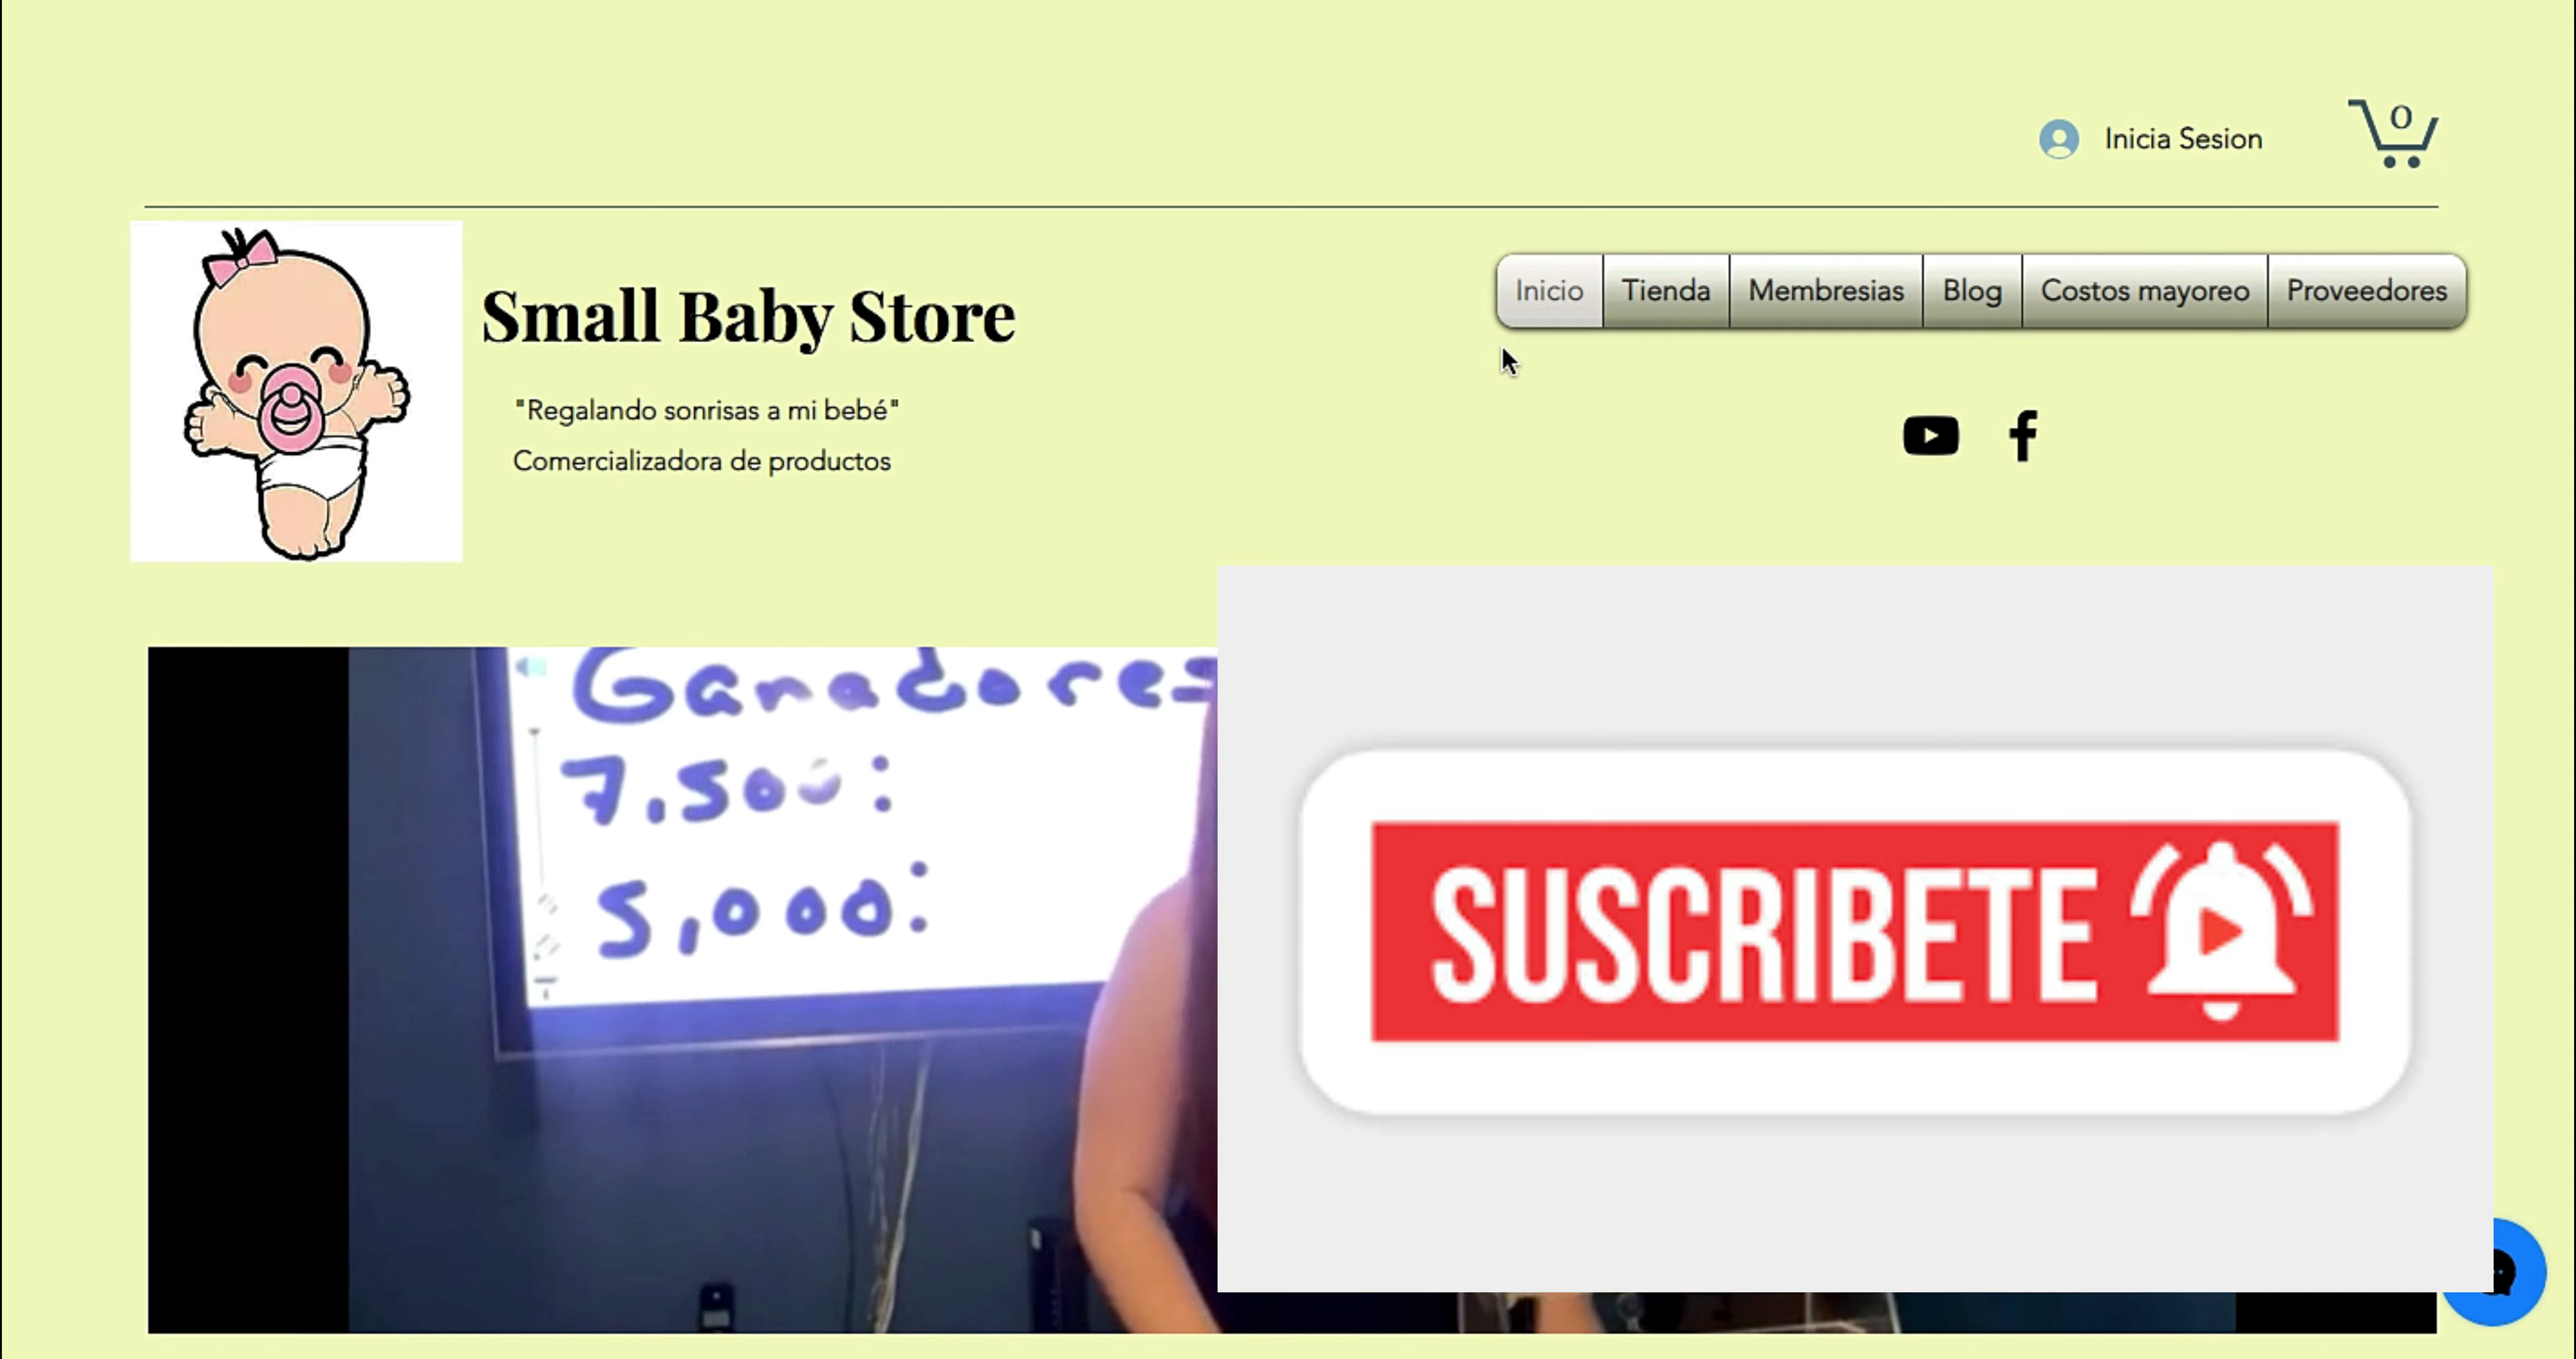 0
Inicia Sesion
Inicio Tienda Membresias Blog Costos mayoreo Proveedores
Small Baby Store
"Regalando sonrisas a mi bebé"
Comercializadora de productos
Ganadores
7.500:
5,000:
SUSCRIBETE